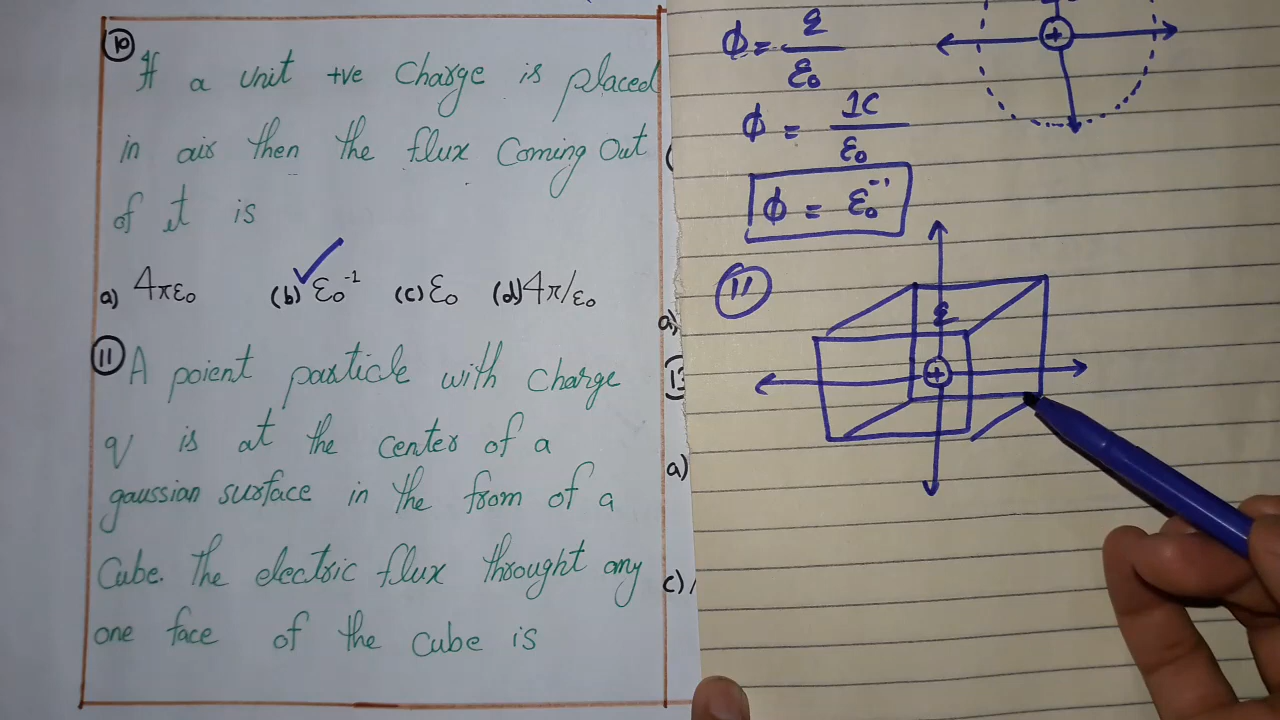 10
If a unit +ve Charge is placed
in air then the flux Coming Out
of it is
a) 4πε₀ (b) ε₀⁻¹ (c) ε₀ (d) 4π/ε₀
11 A poient particle with charge
q is at the center of a
gaussian surface in the from of a
Cube. The electric flux throught any
one face of the cube is
a)
a)
c)
ϕ = q/ε₀
ϕ = 1C/ε₀
ϕ = ε₀⁻¹
11
q
+
+